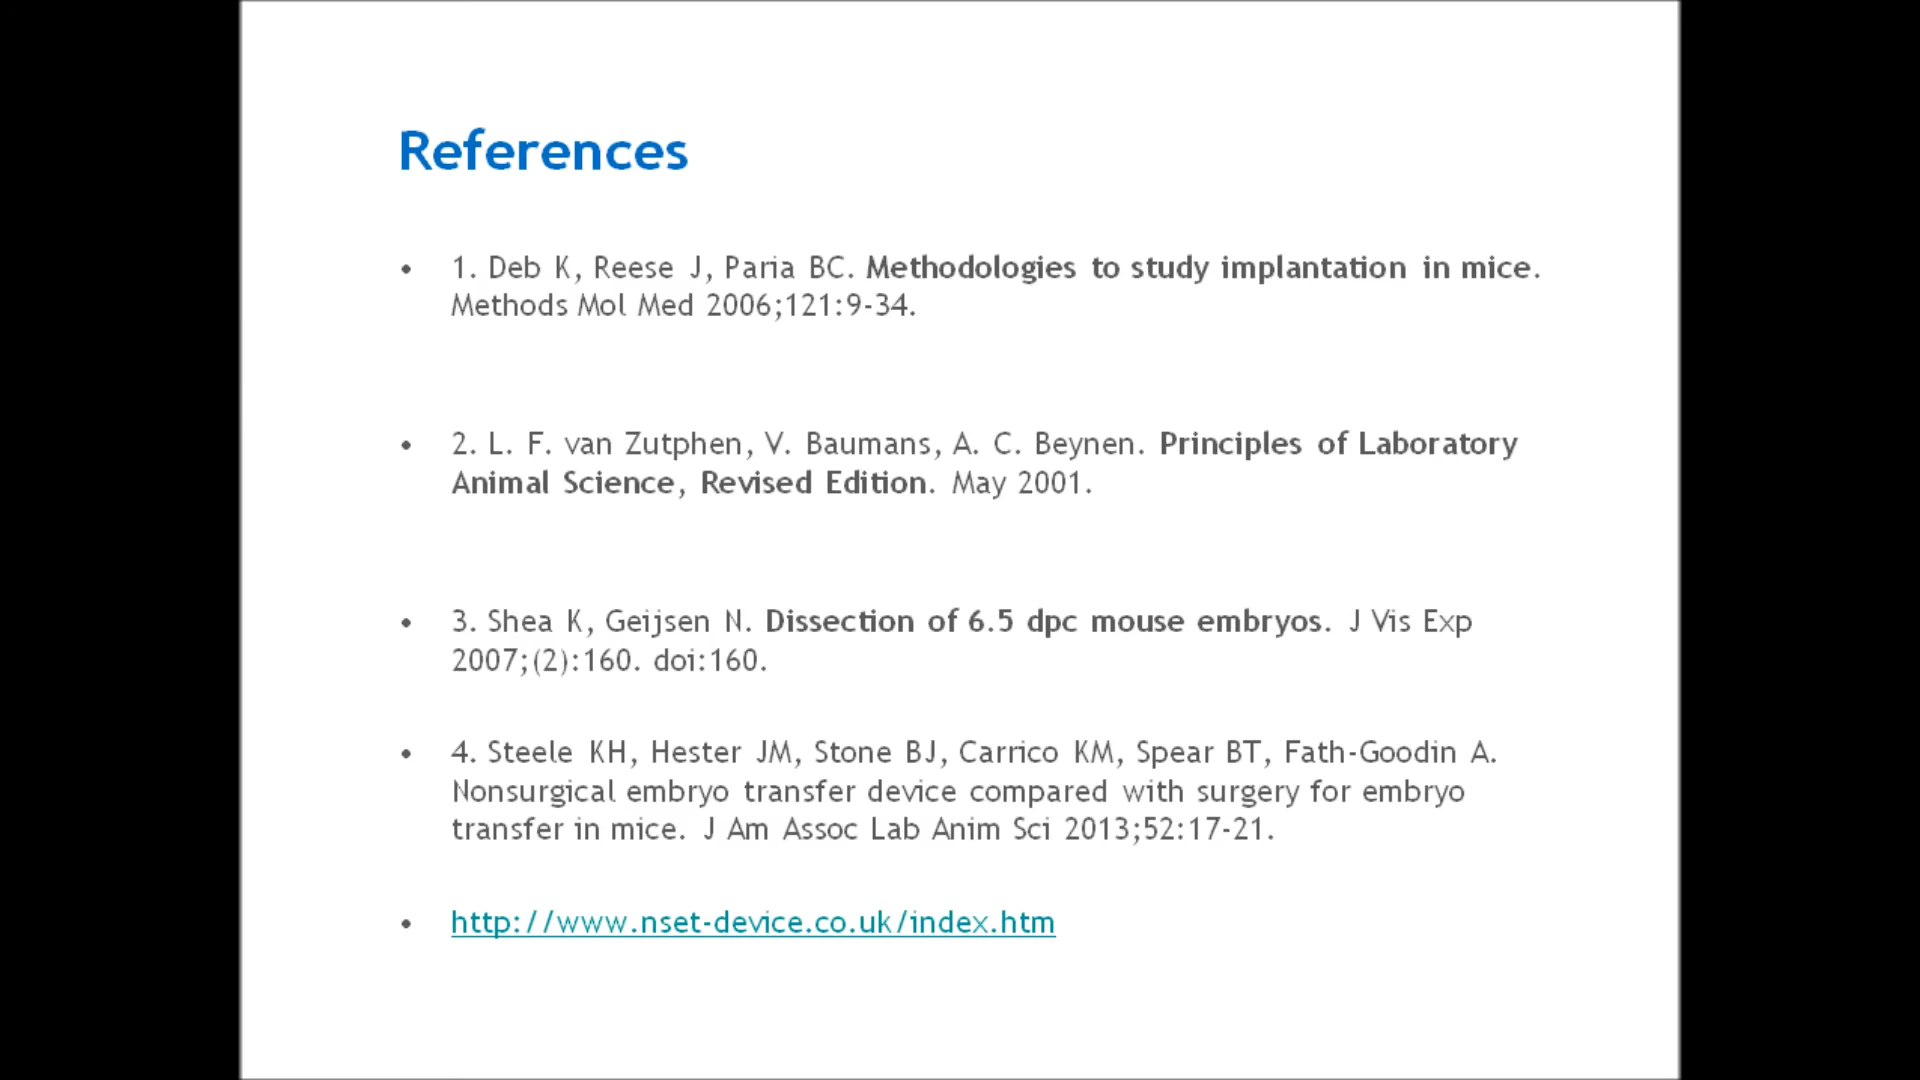 References
• 1. Deb K, Reese J, Paria BC. Methodologies to study implantation in mice.
Methods Mol Med 2006;121:9-34.
• 2. L. F. van Zutphen, V. Baumans, A. C. Beynen. Principles of Laboratory
Animal Science, Revised Edition. May 2001.
• 3. Shea K, Geijsen N. Dissection of 6.5 dpc mouse embryos. J Vis Exp
2007;(2):160. doi:160.
• 4. Steele KH, Hester JM, Stone BJ, Carrico KM, Spear BT, Fath-Goodin A.
Nonsurgical embryo transfer device compared with surgery for embryo
transfer in mice. J Am Assoc Lab Anim Sci 2013;52:17-21.
• http://www.nset-device.co.uk/index.htm